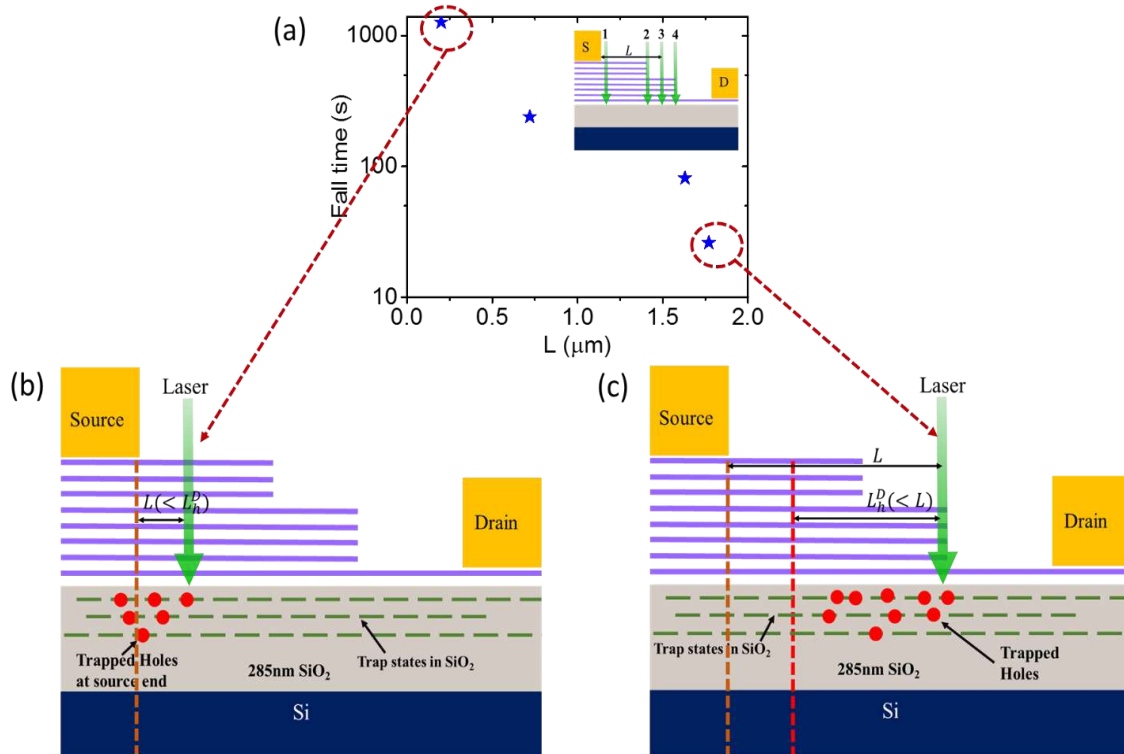 (a)
1000
100
10
Fall time (s)
0.0 0.5 1.0 1.5 2.0
L (μm)
1 2 3 4
S
L
D
(b)
Laser
Source
L(< L_h^D)
Drain
Trapped Holes
at source end
Trap states in SiO₂
285nm SiO₂
Si
(c)
Laser
Source
L
L_h^D(< L)
Drain
Trap states in SiO₂
Trapped
Holes
285nm SiO₂
Si